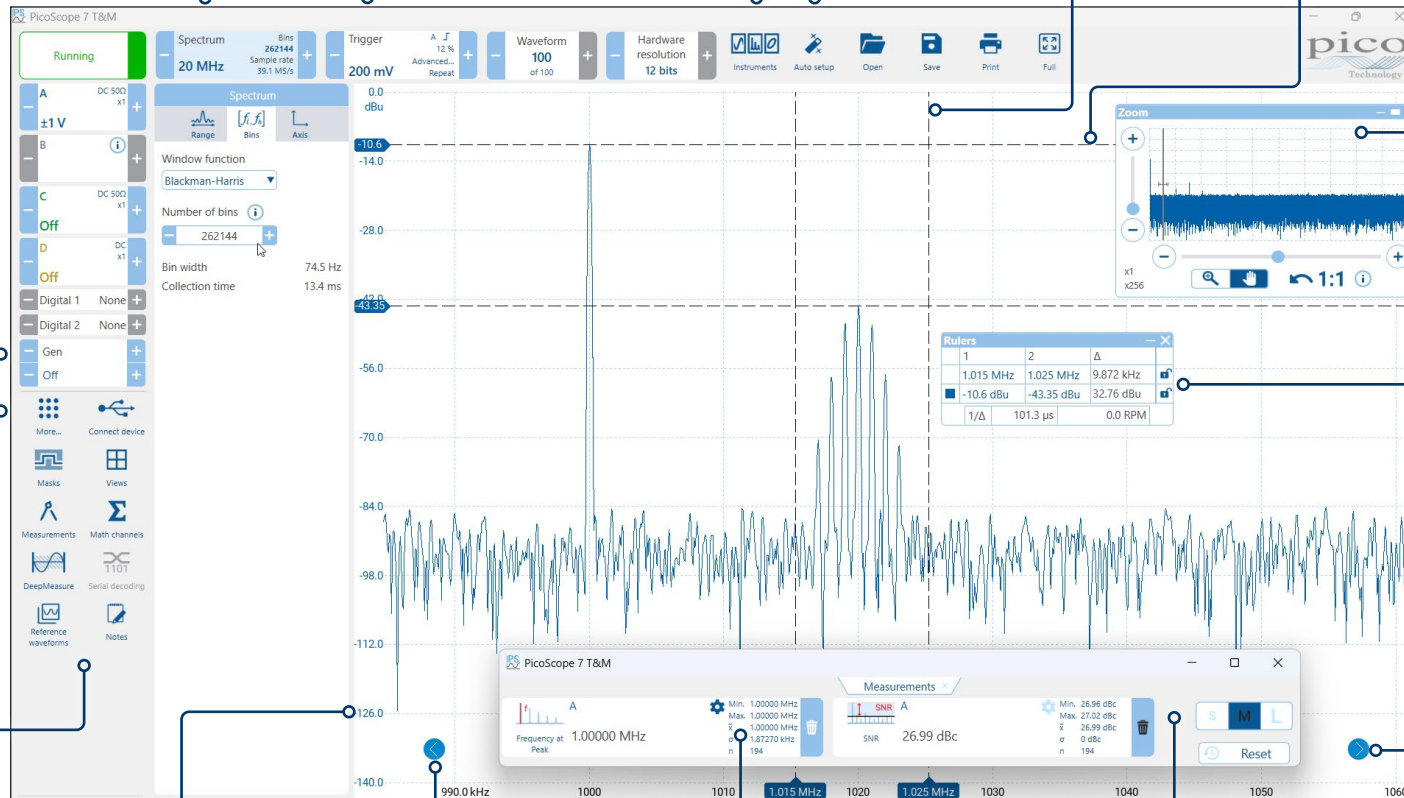 PicoScope 7 T&M
Running
Spectrum
20 MHz
Bins
262144
Sample rate
39.1 MS/s
Trigger
200 mV
A
12 %
Advanced...
Repeat
Waveform
100
of 100
Hardware
resolution
12 bits
Instruments
Auto setup
Open
Save
Print
Full
pico
Technology
A
DC 50Ω
x1
±1 V
B
C
DC 50Ω
x1
Off
D
DC
x1
Off
Digital 1 None
Digital 2 None
Gen
Off
More...
Connect device
Masks
Views
Measurements
Math channels
DeepMeasure
Serial decoding
Reference
waveforms
Notes
Spectrum
Range
Bins
Axis
Window function
Blackman-Harris
Number of bins
262144
Bin width 74.5 Hz
Collection time 13.4 ms
0.0
dBu
-10.6
-14.0
-28.0
-43.35
-56.0
-70.0
-84.0
-98.0
-112.0
-126.0
-140.0
Zoom
x1
x256
1:1
Rulers
1 2 Δ
1.015 MHz 1.025 MHz 9.872 kHz
-10.6 dBu -43.35 dBu 32.76 dBu
1/Δ 101.3 µs 0.0 RPM
PicoScope 7 T&M
Measurements
A
Frequency at
Peak
1.00000 MHz
Min. 1.00000 MHz
Max. 1.00000 MHz
x̄ 1.00000 MHz
σ 1.87270 kHz
n 194
SNR
A
SNR
26.99 dBc
Min. 26.96 dBc
Max. 27.02 dBc
x̄ 26.99 dBc
σ 0 dBc
n 194
S M L
Reset
990.0 kHz 1000 1010 1.015 MHz 1020 1.025 MHz 1030 1040 1050 1060